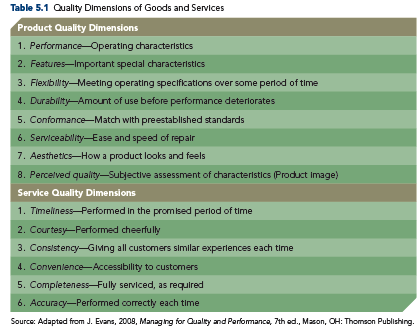 Table 5.1 Quality Dimensions of Goods and Services
Product Quality Dimensions
1. Performance—Operating characteristics
2. Features—Important special characteristics
3. Flexibility—Meeting operating specifications over some period of time
4. Durability—Amount of use before performance deteriorates
5. Conformance—Match with preestablished standards
6. Serviceability—Ease and speed of repair
7. Aesthetics—How a product looks and feels
8. Perceived quality—Subjective assessment of characteristics (Product image)
Service Quality Dimensions
1. Timeliness—Performed in the promised period of time
2. Courtesy—Performed cheerfully
3. Consistency—Giving all customers similar experiences each time
4. Convenience—Accessibility to customers
5. Completeness—Fully serviced, as required
6. Accuracy—Performed correctly each time
Source: Adapted from J. Evans, 2008, Managing for Quality and Performance, 7th ed., Mason, OH: Thomson Publishing.